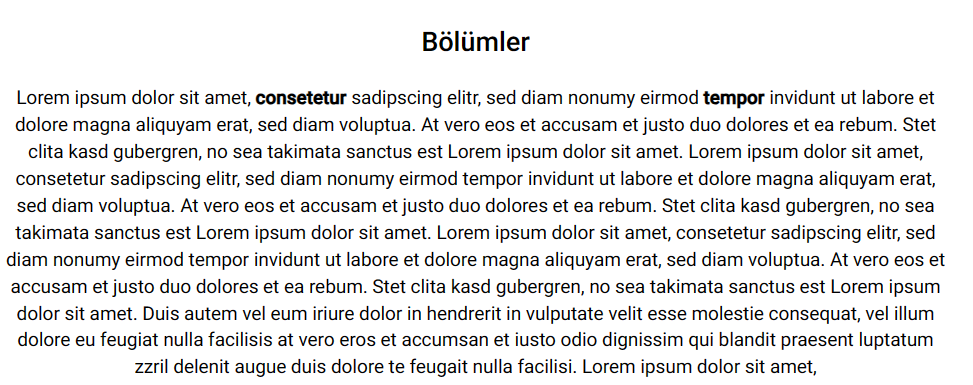 Bölümler
Lorem ipsum dolor sit amet, consetetur sadipscing elitr, sed diam nonumy eirmod tempor invidunt ut labore et
dolore magna aliquyam erat, sed diam voluptua. At vero eos et accusam et justo duo dolores et ea rebum. Stet
clita kasd gubergren, no sea takimata sanctus est Lorem ipsum dolor sit amet. Lorem ipsum dolor sit amet,
consetetur sadipscing elitr, sed diam nonumy eirmod tempor invidunt ut labore et dolore magna aliquyam erat,
sed diam voluptua. At vero eos et accusam et justo duo dolores et ea rebum. Stet clita kasd gubergren, no sea
takimata sanctus est Lorem ipsum dolor sit amet. Lorem ipsum dolor sit amet, consetetur sadipscing elitr, sed
diam nonumy eirmod tempor invidunt ut labore et dolore magna aliquyam erat, sed diam voluptua. At vero eos et
accusam et justo duo dolores et ea rebum. Stet clita kasd gubergren, no sea takimata sanctus est Lorem ipsum
dolor sit amet. Duis autem vel eum iriure dolor in hendrerit in vulputate velit esse molestie consequat, vel illum
dolore eu feugiat nulla facilisis at vero eros et accumsan et iusto odio dignissim qui blandit praesent luptatum
zzril delenit augue duis dolore te feugait nulla facilisi. Lorem ipsum dolor sit amet,